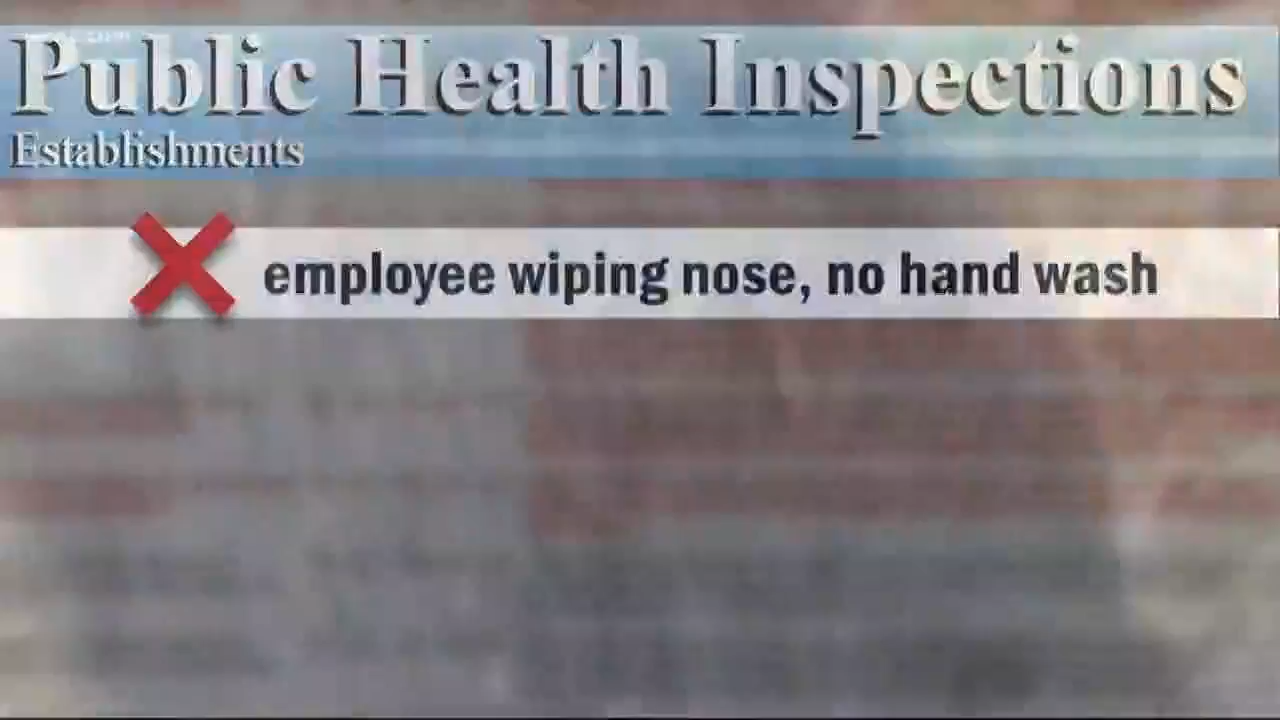 Public Health Inspections
Establishments
employee wiping nose, no hand wash